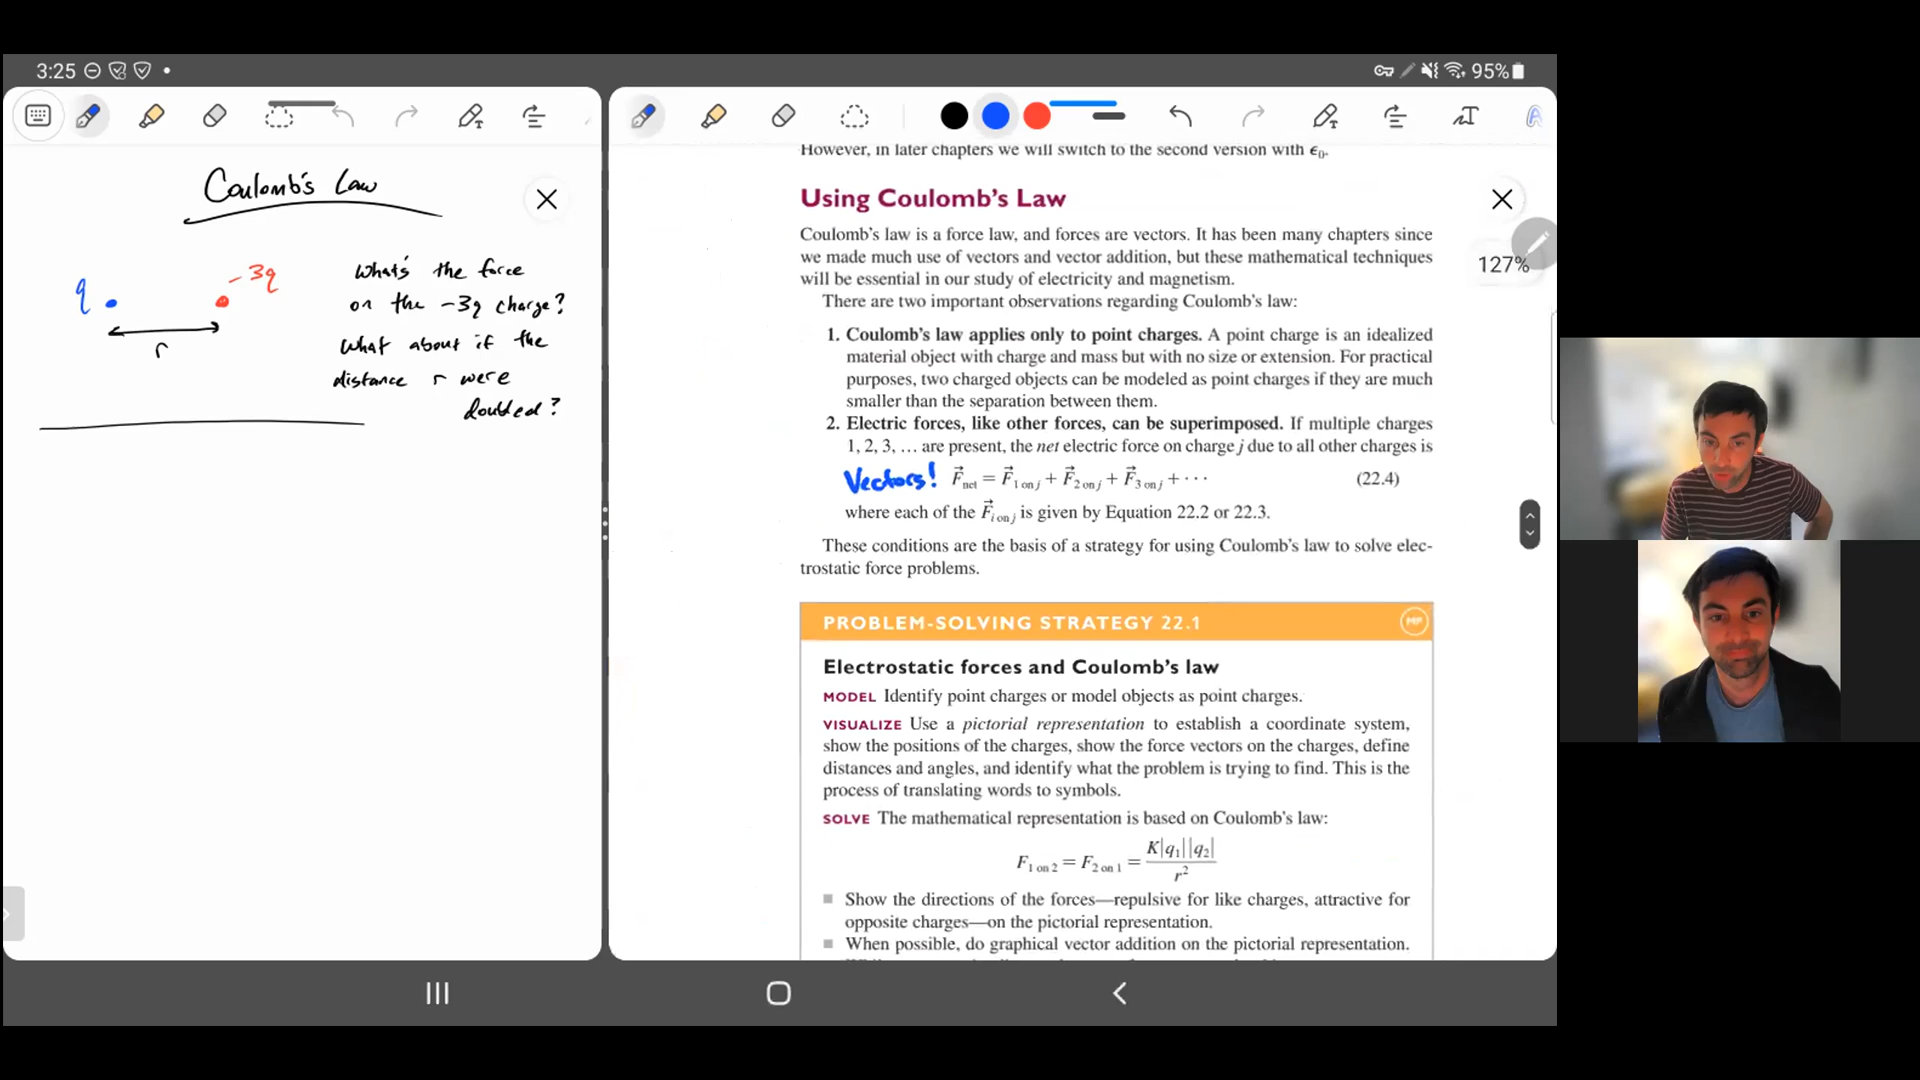 3:25
95%
Coulomb's Law
q
-3q
r
What's the force
on the -3q charge?
What about if the
distance r were
doubled?
However, in later chapters we will switch to the second version with ϵ₀.
Using Coulomb's Law
127%
Coulomb's law is a force law, and forces are vectors. It has been many chapters since
we made much use of vectors and vector addition, but these mathematical techniques
will be essential in our study of electricity and magnetism.
There are two important observations regarding Coulomb's law:
1. Coulomb's law applies only to point charges. A point charge is an idealized
material object with charge and mass but with no size or extension. For practical
purposes, two charged objects can be modeled as point charges if they are much
smaller than the separation between them.
2. Electric forces, like other forces, can be superimposed. If multiple charges
1, 2, 3, … are present, the net electric force on charge j due to all other charges is
Vectors! F⃗net = F⃗1 on j + F⃗2 on j + F⃗3 on j + · · · (22.4)
where each of the F⃗i on j is given by Equation 22.2 or 22.3.
These conditions are the basis of a strategy for using Coulomb's law to solve elec-
trostatic force problems.
PROBLEM-SOLVING STRATEGY 22.1
Electrostatic forces and Coulomb's law
MODEL Identify point charges or model objects as point charges.
VISUALIZE Use a pictorial representation to establish a coordinate system,
show the positions of the charges, show the force vectors on the charges, define
distances and angles, and identify what the problem is trying to find. This is the
process of translating words to symbols.
SOLVE The mathematical representation is based on Coulomb's law:
F1 on 2 = F2 on 1 = K|q1||q2| / r²
■ Show the directions of the forces—repulsive for like charges, attractive for
opposite charges—on the pictorial representation.
■ When possible, do graphical vector addition on the pictorial representation.